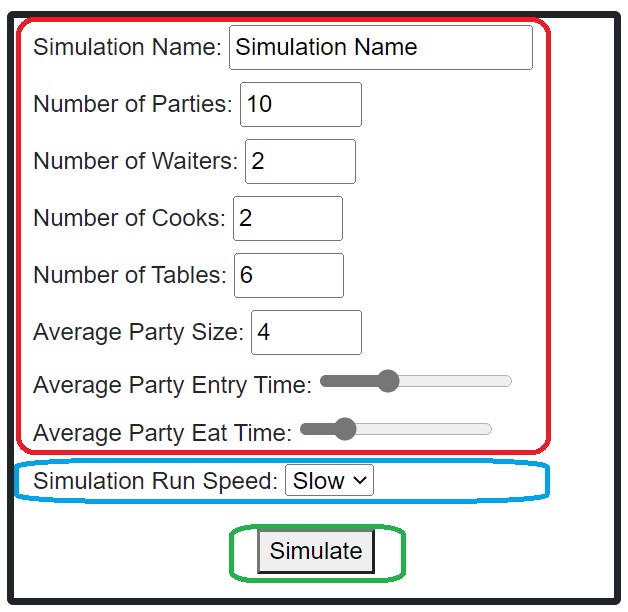 Simulation Name: Simulation Name
Number of Parties: 10
Number of Waiters: 2
Number of Cooks: 2
Number of Tables: 6
Average Party Size: 4
Average Party Entry Time:
Average Party Eat Time:
Simulation Run Speed: Slow
Simulate